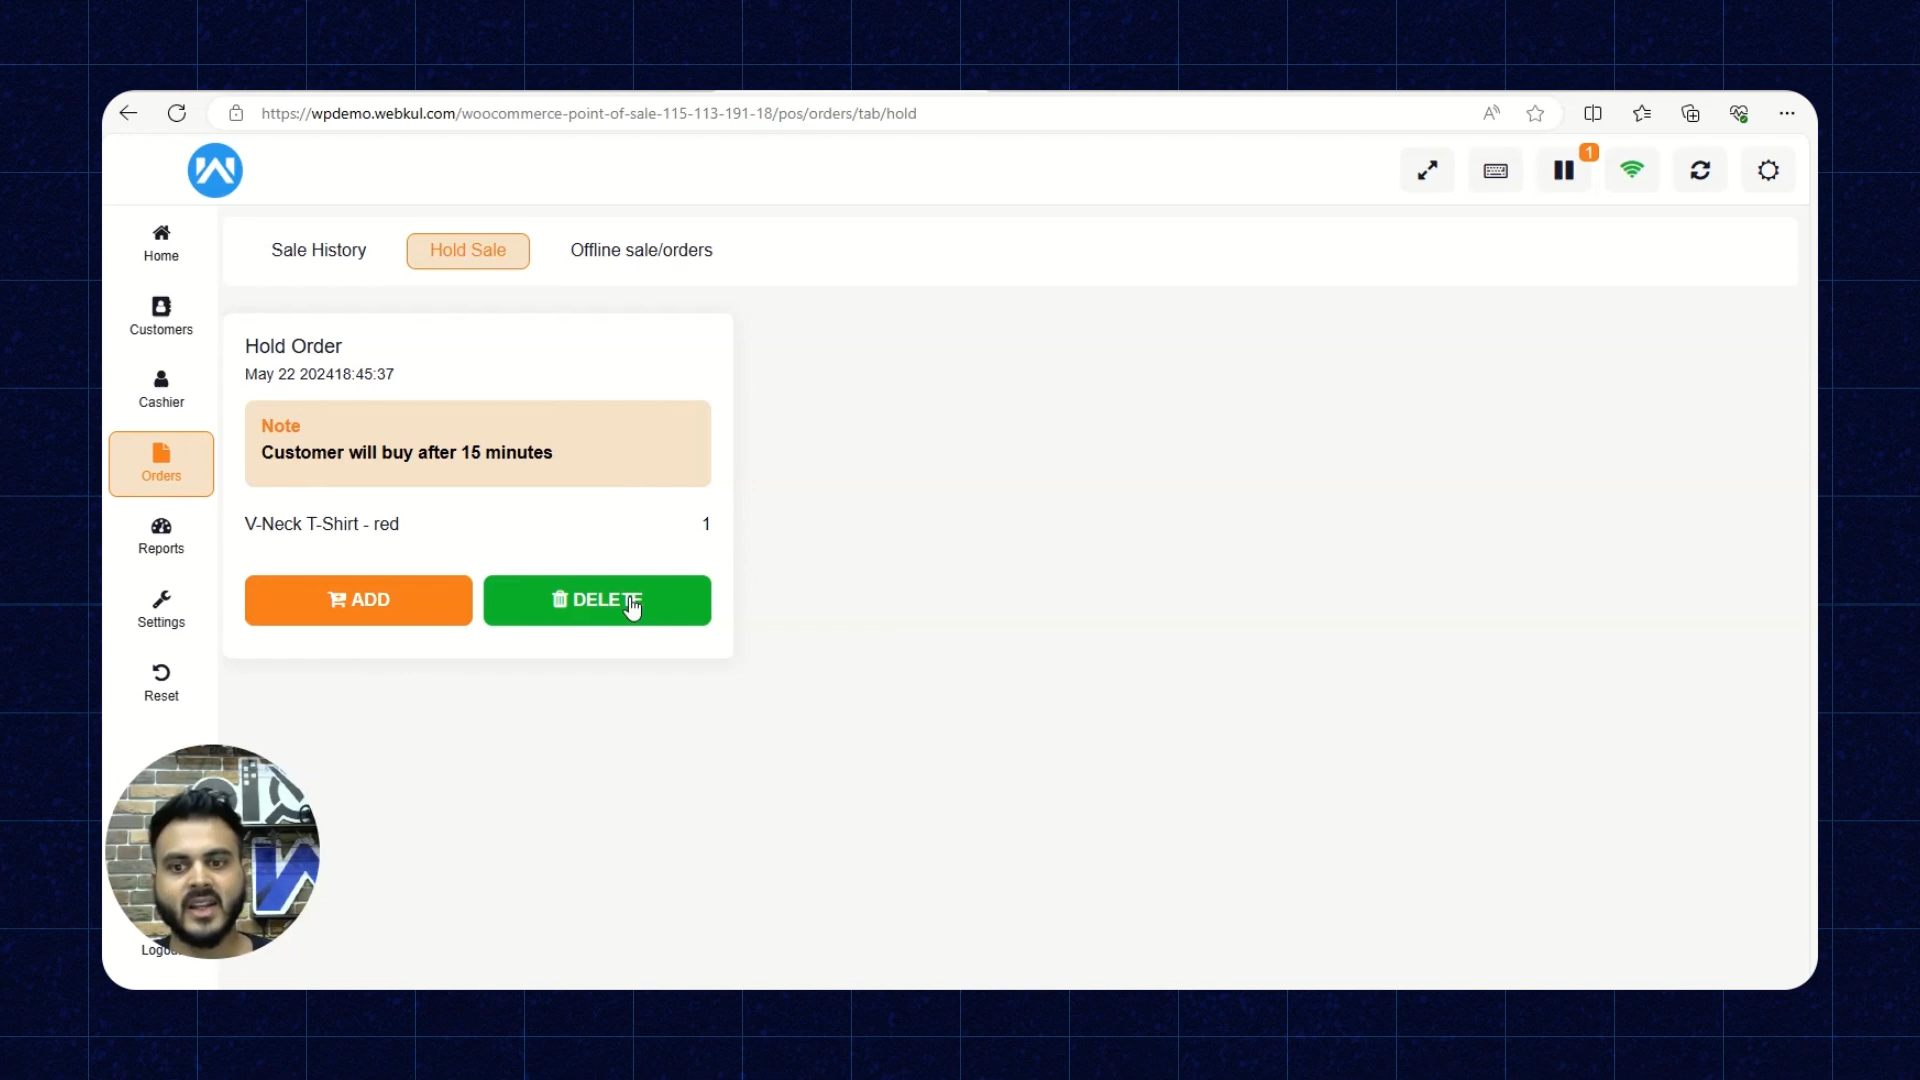 https://wpdemo.webkul.com/woocommerce-point-of-sale-115-113-191-18/pos/orders/tab/hold
1
Home
Customers
Cashier
Orders
Reports
Settings
Reset
Sale History
Hold Sale
Offline sale/orders
Hold Order
May 22 202418:45:37
Note
Customer will buy after 15 minutes
V-Neck T-Shirt - red 1
ADD
DELETE